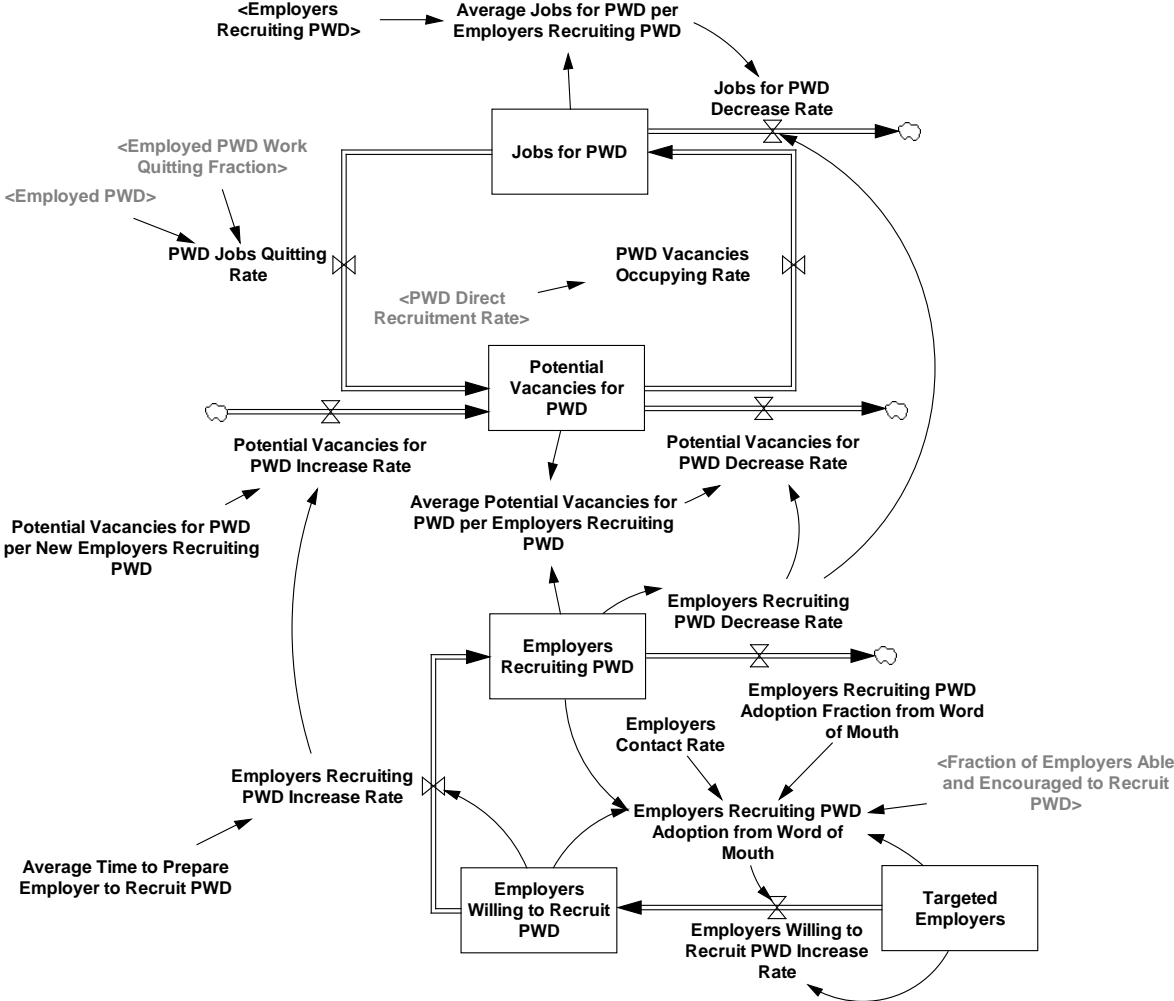 <Employers
Recruiting PWD>
Average Jobs for PWD per
Employers Recruiting PWD
Jobs for PWD
Decrease Rate
Jobs for PWD
<Employed PWD Work
Quitting Fraction>
<Employed PWD>
PWD Jobs Quitting
Rate
PWD Vacancies
Occupying Rate
<PWD Direct
Recruitment Rate>
Potential
Vacancies for
PWD
Potential Vacancies for
PWD Increase Rate
Potential Vacancies for
PWD Decrease Rate
Average Potential Vacancies for
PWD per Employers Recruiting
PWD
Potential Vacancies for PWD
per New Employers Recruiting
PWD
Employers Recruiting
PWD Decrease Rate
Employers
Recruiting PWD
Employers Recruiting PWD
Adoption Fraction from Word
of Mouth
Employers
Contact Rate
<Fraction of Employers Able
and Encouraged to Recruit
PWD>
Employers Recruiting
PWD Increase Rate
Employers Recruiting PWD
Adoption from Word of
Mouth
Average Time to Prepare
Employer to Recruit PWD
Employers
Willing to Recruit
PWD
Targeted
Employers
Employers Willing to
Recruit PWD Increase
Rate